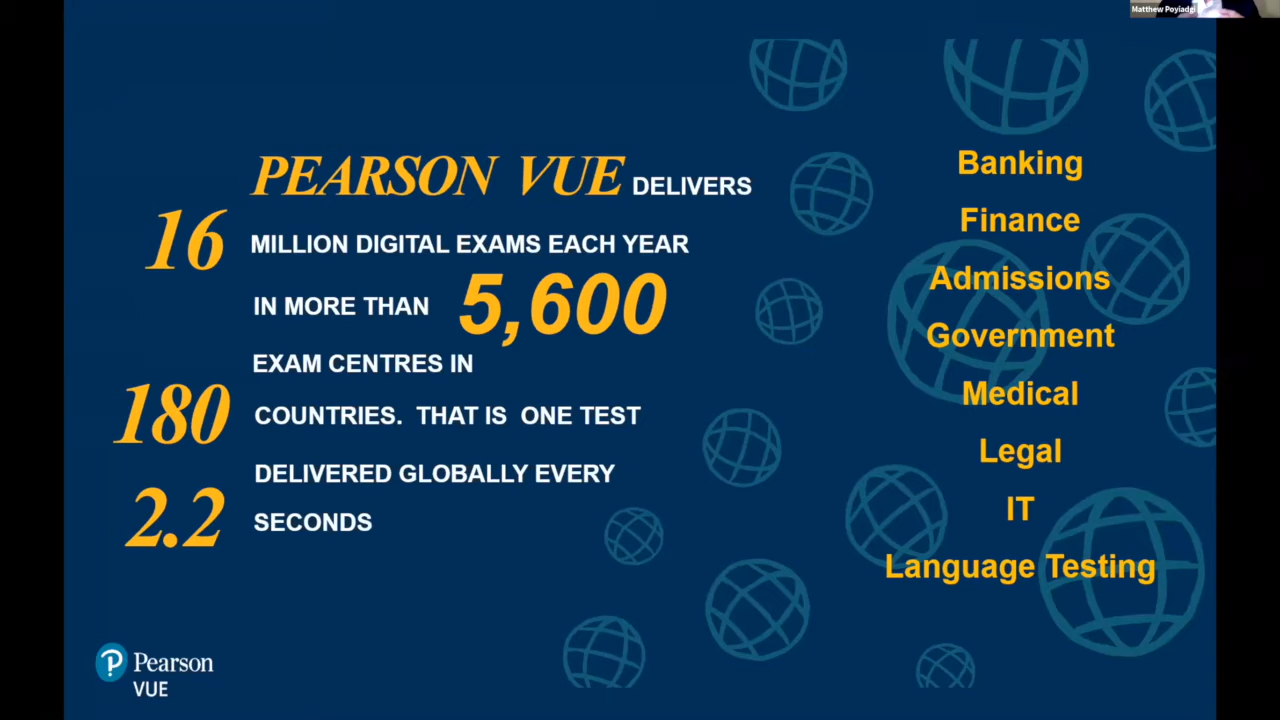 Matthew Poyiadgi
PEARSON VUE DELIVERS
16 MILLION DIGITAL EXAMS EACH YEAR
IN MORE THAN 5,600
EXAM CENTRES IN
180 COUNTRIES. THAT IS ONE TEST
DELIVERED GLOBALLY EVERY
2.2 SECONDS
Banking
Finance
Admissions
Government
Medical
Legal
IT
Language Testing
Pearson
VUE